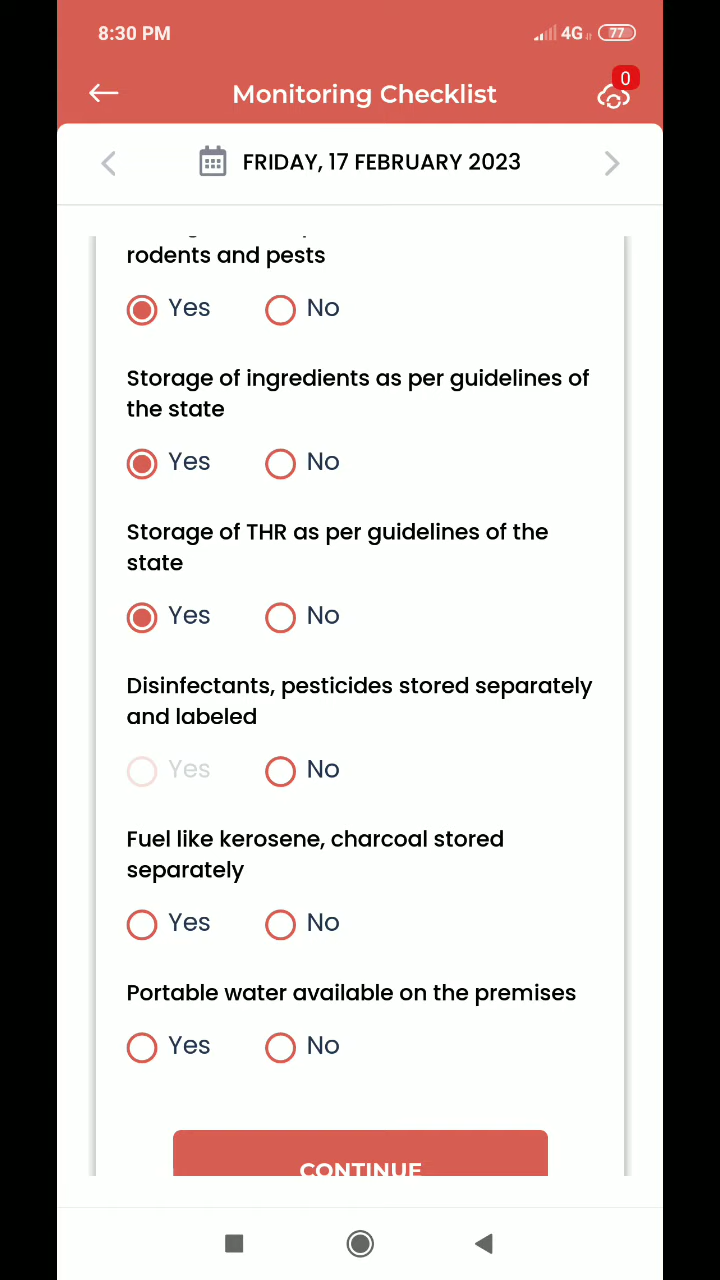 8:30 PM
4G
77
0
Monitoring Checklist
FRIDAY, 17 FEBRUARY 2023
rodents and pests
Yes No
Storage of ingredients as per guidelines of
the state
Yes No
Storage of THR as per guidelines of the
state
Yes No
Disinfectants, pesticides stored separately
and labeled
Yes No
Fuel like kerosene, charcoal stored
separately
Yes No
Portable water available on the premises
Yes No
CONTINUE